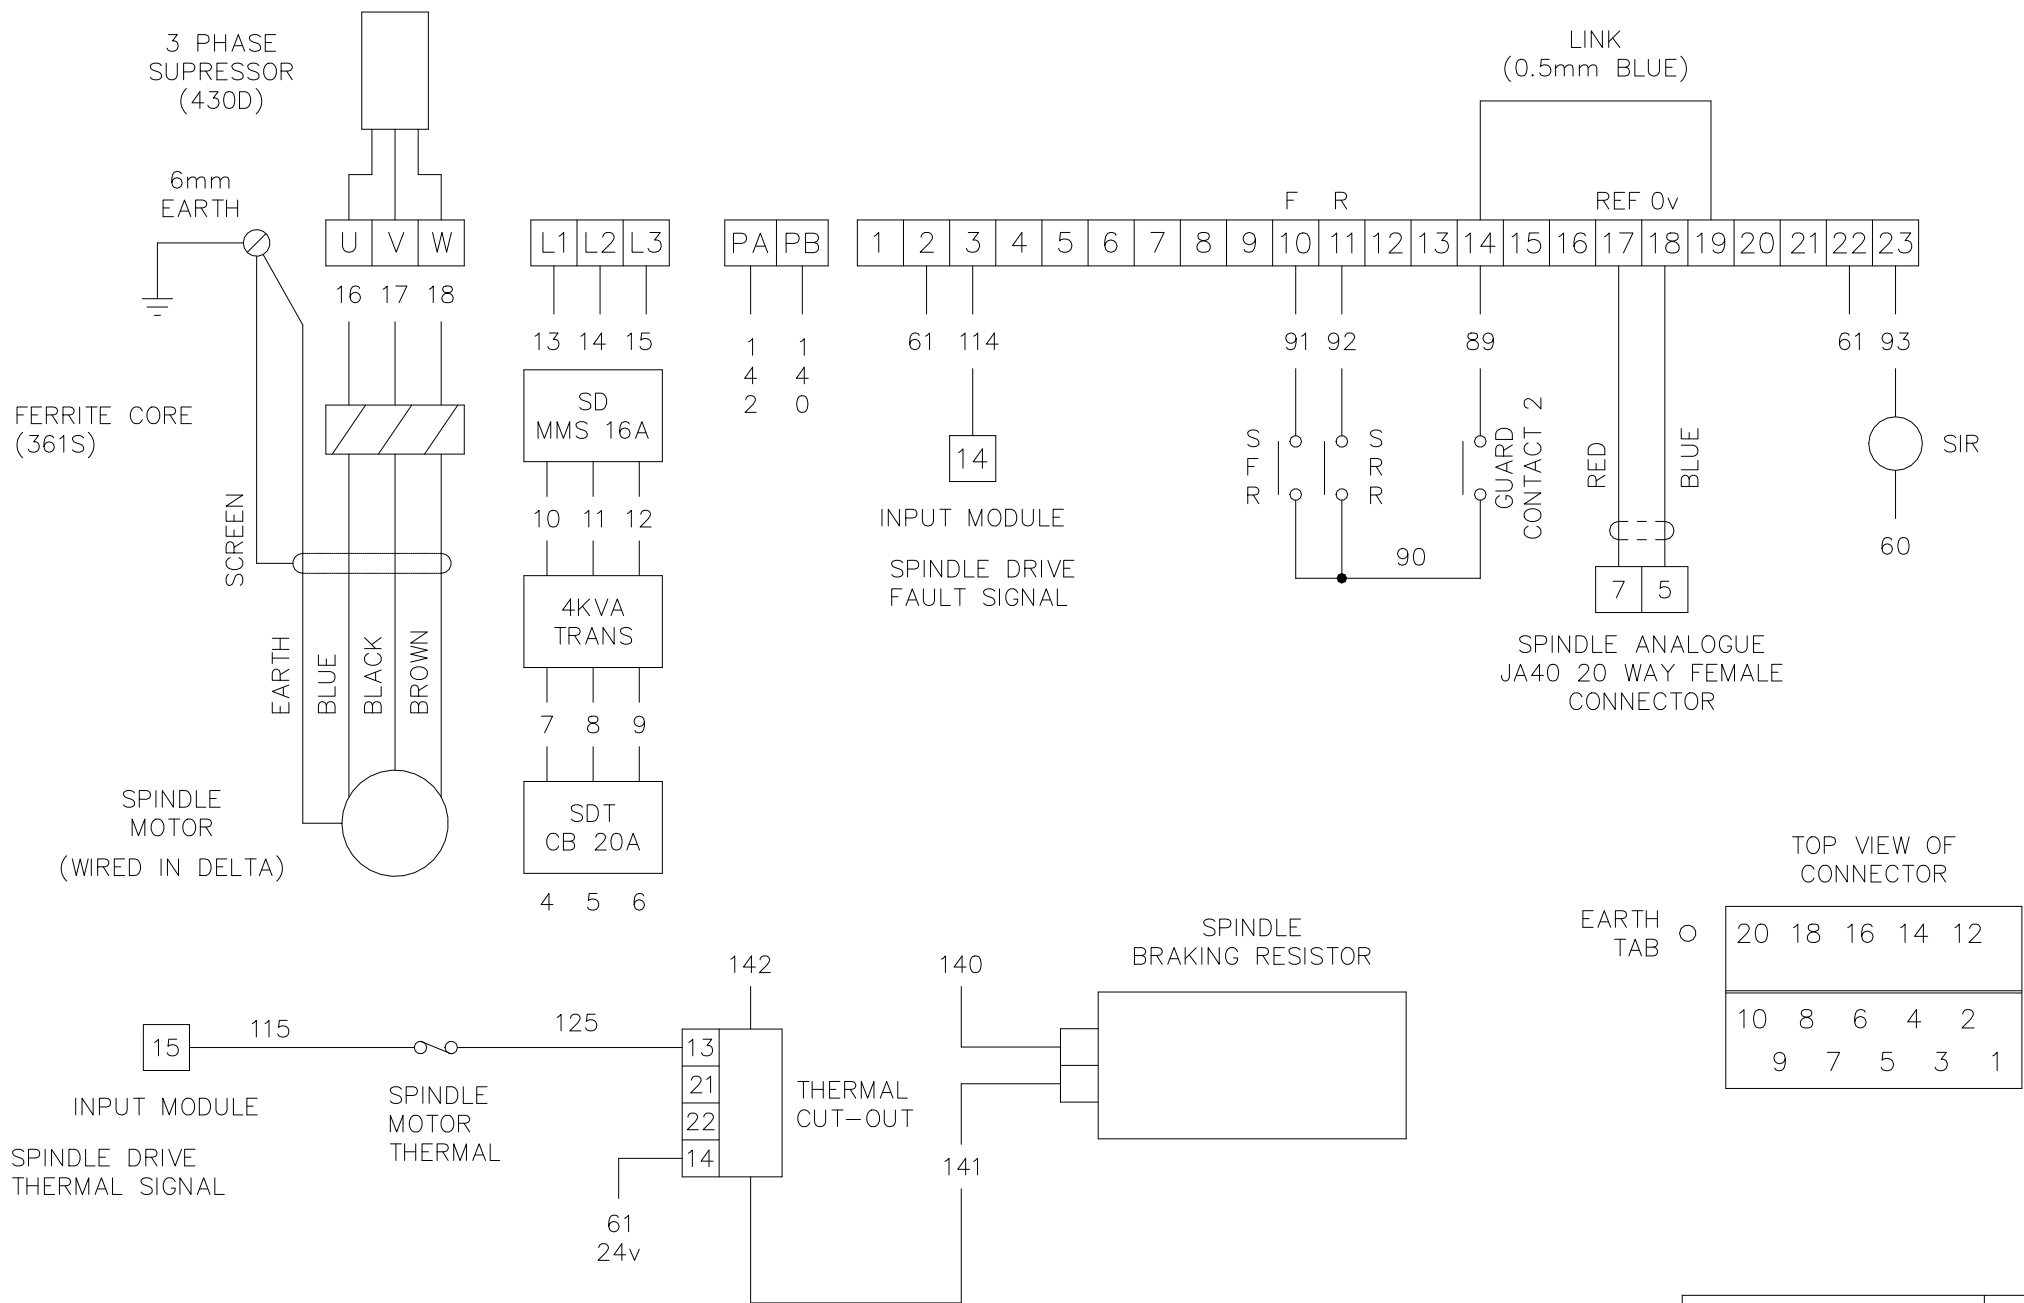 3 PHASE
SUPRESSOR
(430D)
LINK
(0.5mm BLUE)
6mm
EARTH
F R REF 0v
U V W L1 L2 L3 PA PB 1 2 3 4 5 6 7 8 9 10 11 12 13 14 15 16 17 18 19 20 21 22 23
16 17 18
13 14 15
142
140
61 114 91 92 89 61 93
FERRITE CORE
(361S)
SD
MMS 16A
14
INPUT MODULE
SPINDLE DRIVE
FAULT SIGNAL
SFR
SRR
GUARD
CONTACT 2
90
RED
BLUE
SIR
60
7 5
SPINDLE ANALOGUE
JA40 20 WAY FEMALE
CONNECTOR
SCREEN
10 11 12
4KVA
TRANS
EARTH
BLUE
BLACK
BROWN
7 8 9
SDT
CB 20A
4 5 6
SPINDLE
MOTOR
(WIRED IN DELTA)
TOP VIEW OF
CONNECTOR
EARTH
TAB
20 18 16 14 12
10 8 6 4 2
9 7 5 3 1
SPINDLE
BRAKING RESISTOR
142 140
15 115 125
INPUT MODULE
SPINDLE DRIVE
THERMAL SIGNAL
SPINDLE
MOTOR
THERMAL
13
21
22
14
THERMAL
CUT-OUT
141
61
24v